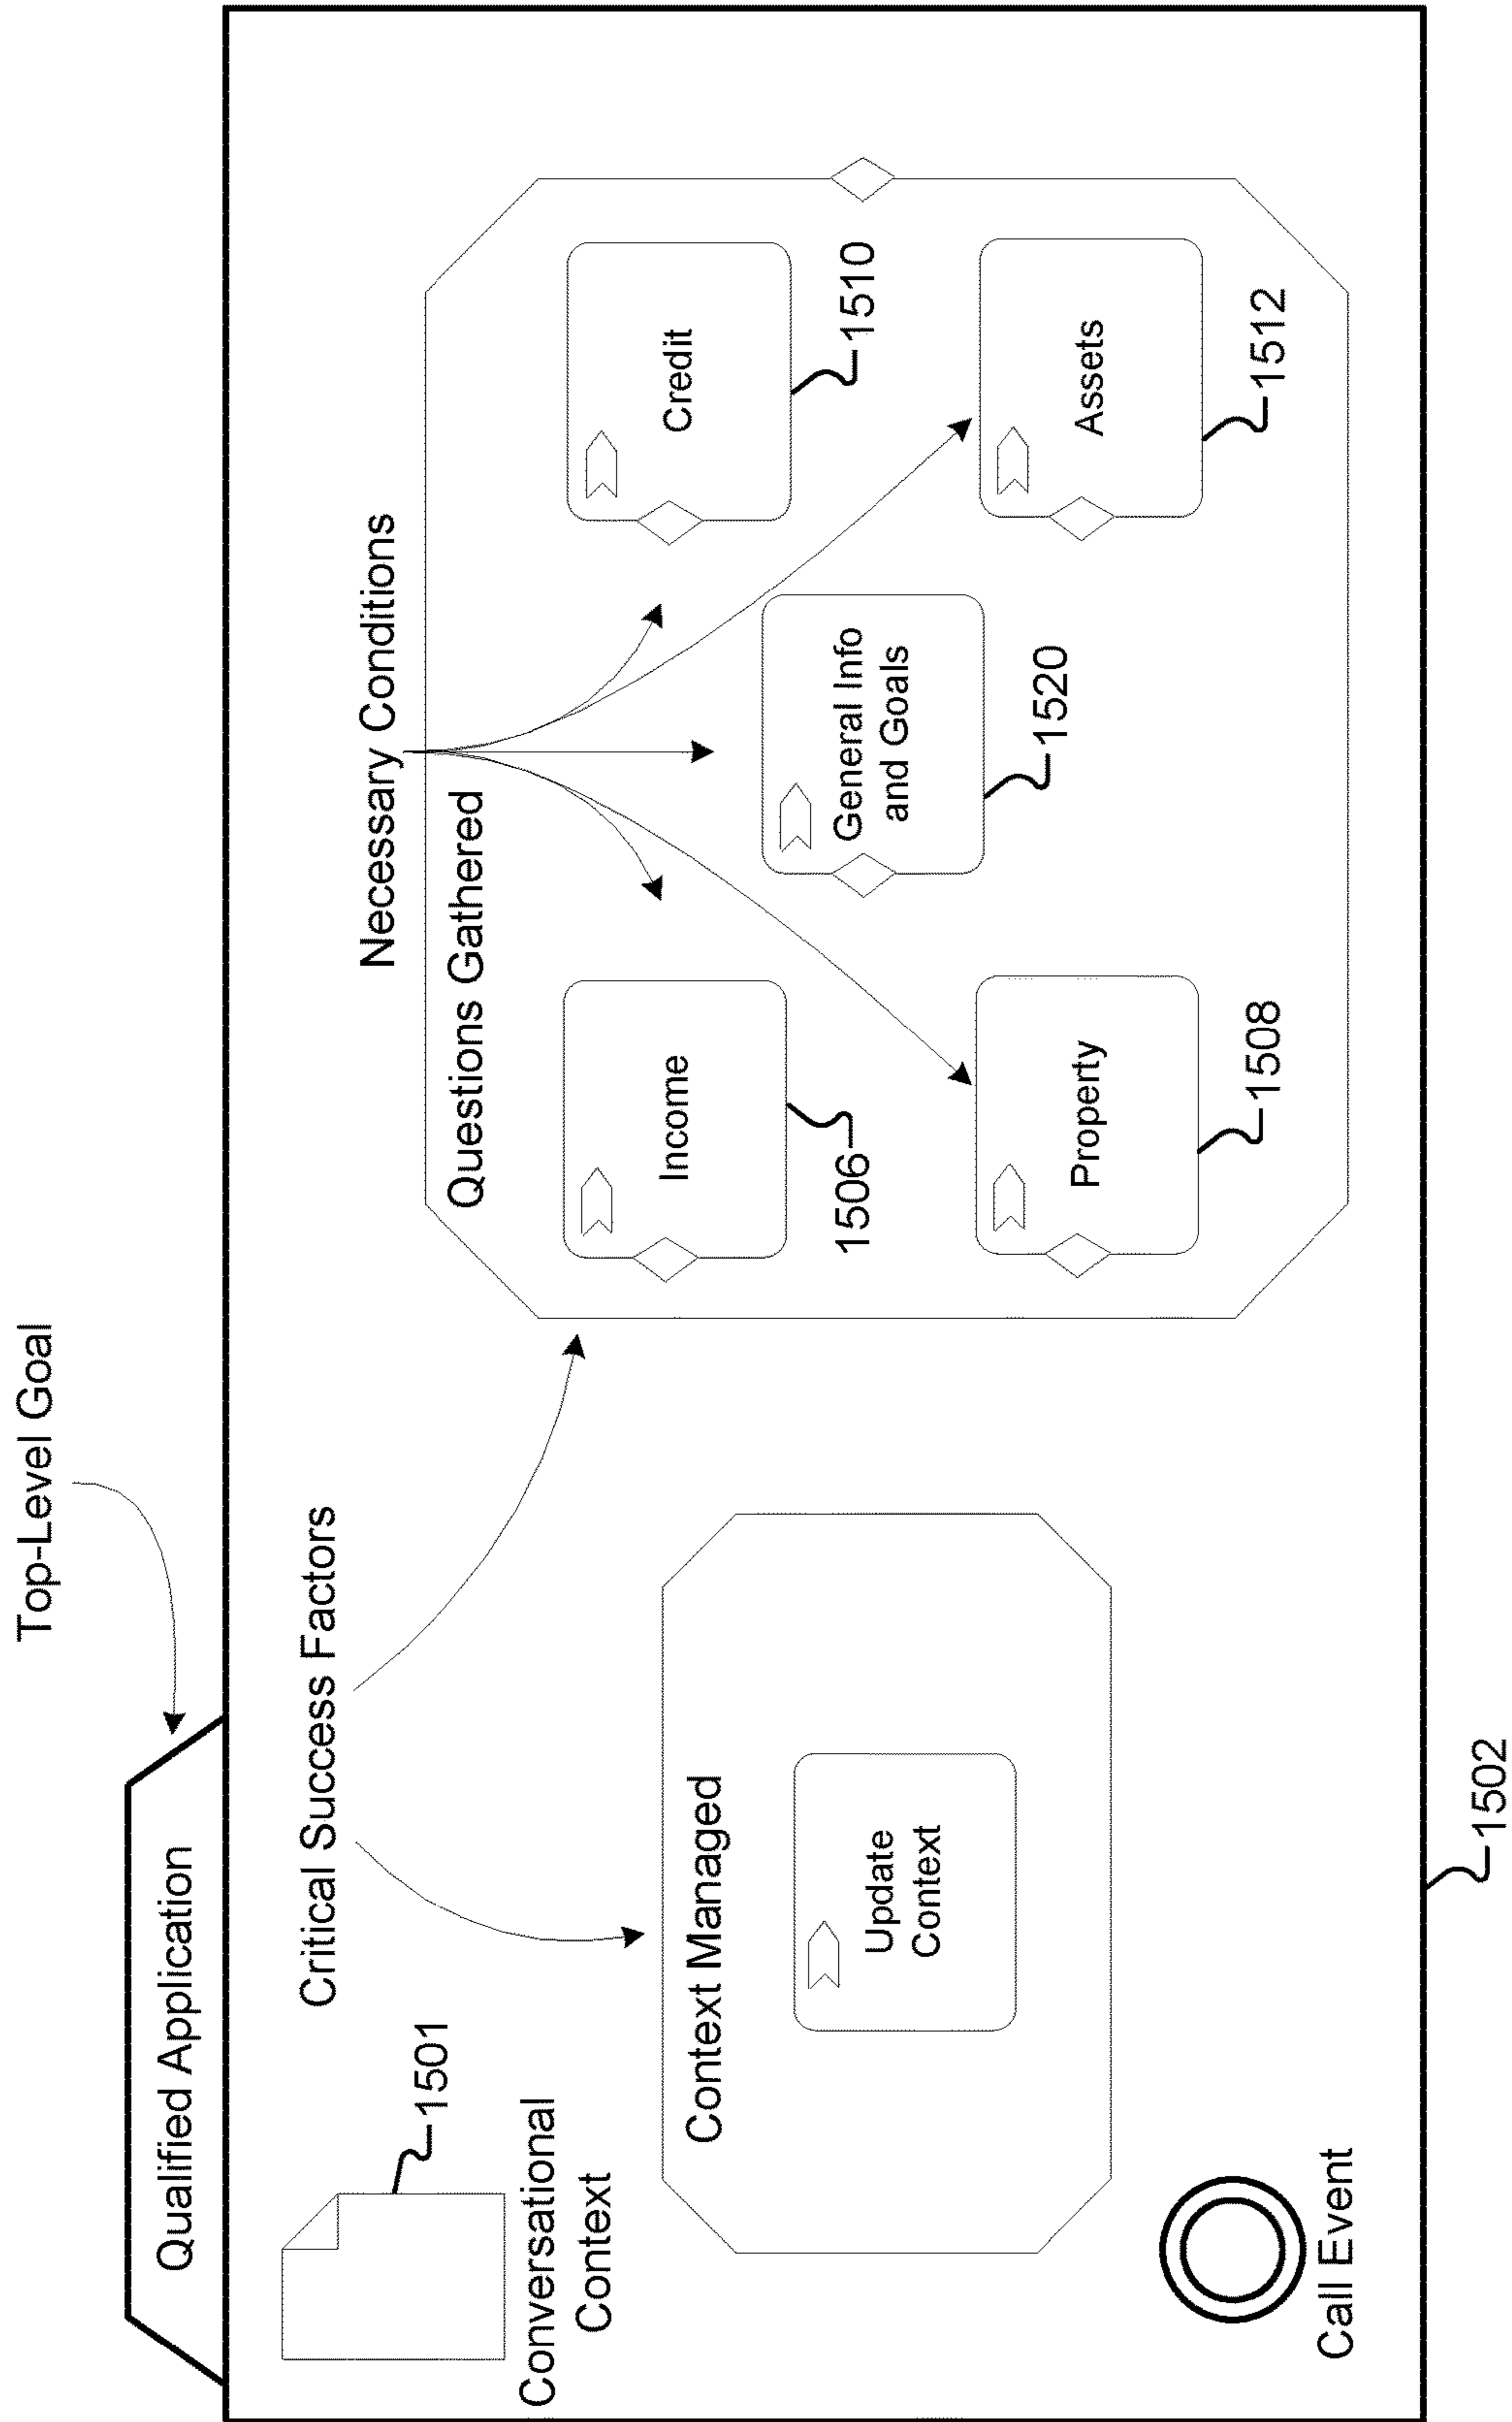 Top-Level Goal
Qualified Application
1501
Conversational
Context
Critical Success Factors
Necessary Conditions
Questions Gathered
Income
1506
Credit
1510
General Info
and Goals
1520
Property
1508
Assets
1512
Context Managed
Update
Context
Call Event
1502